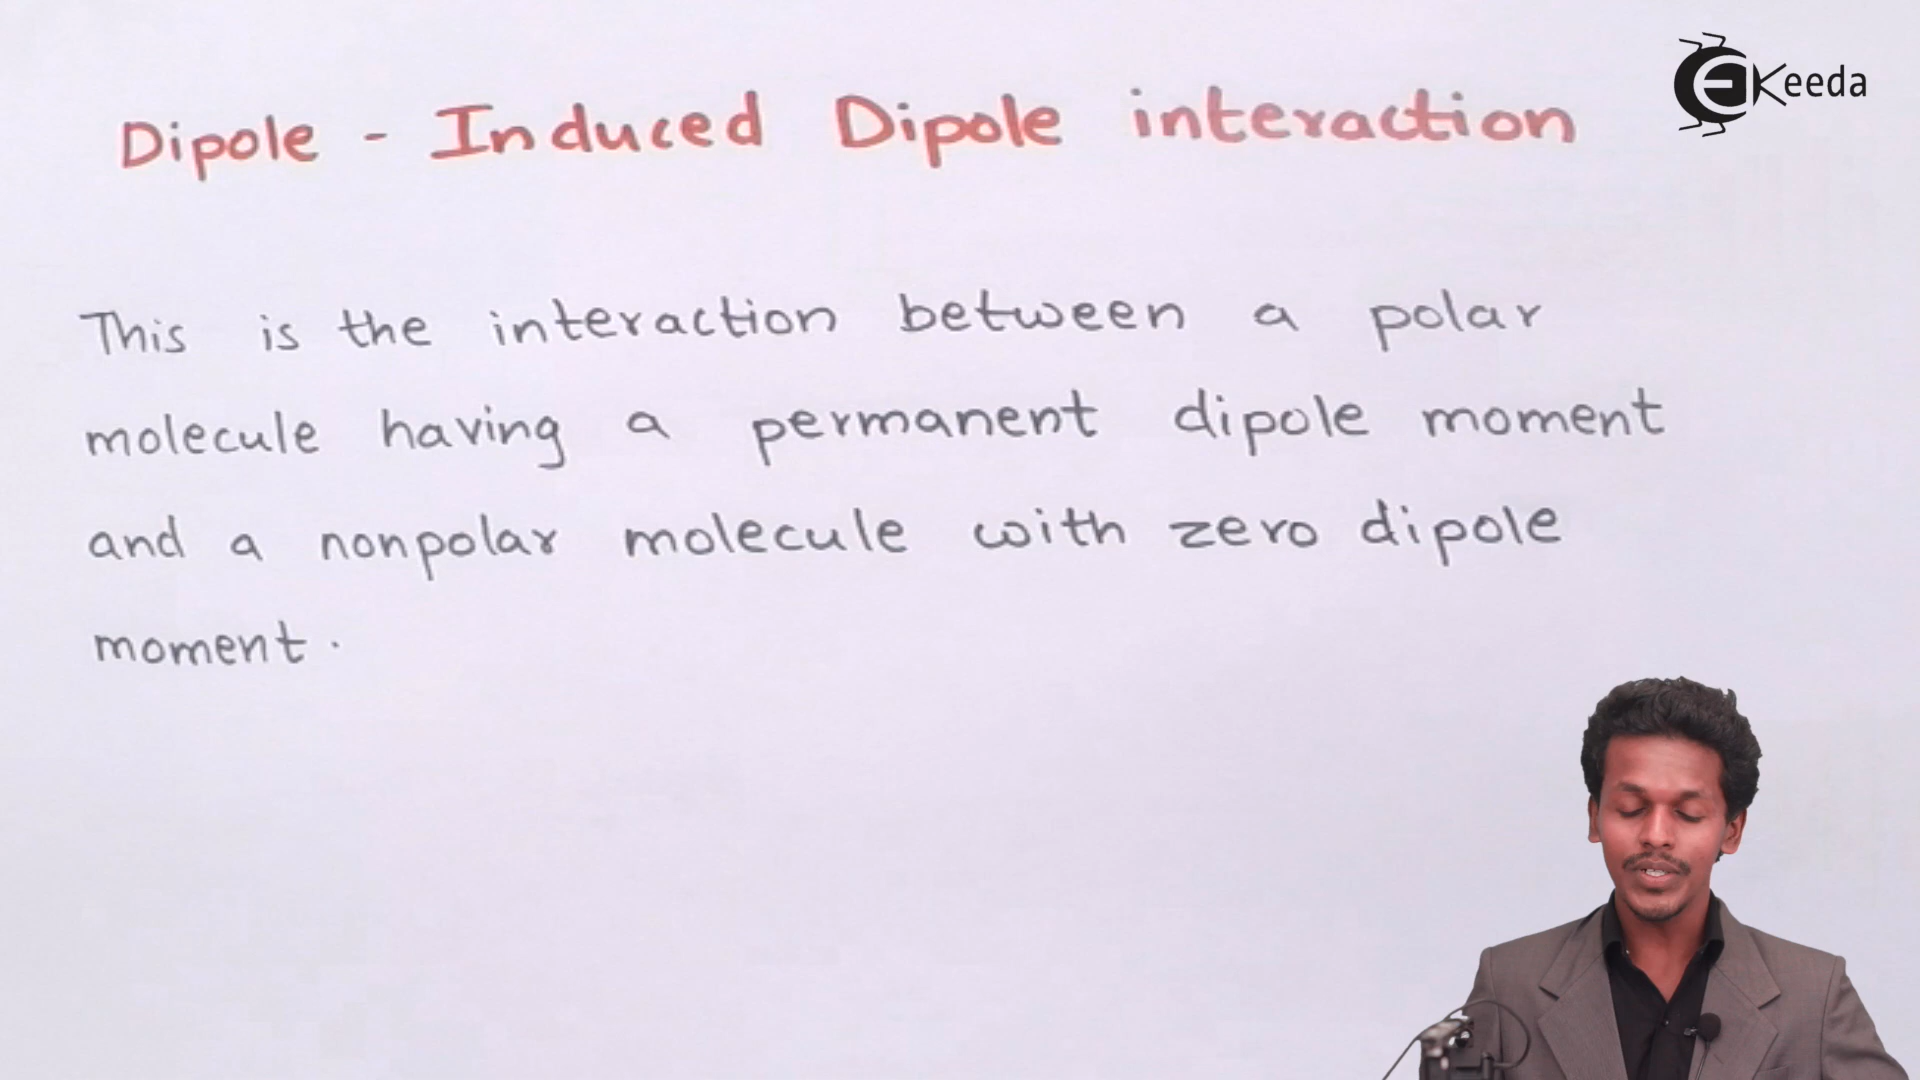 EKeeda
Dipole - Induced Dipole interaction
This is the interaction between a polar
molecule having a permanent dipole moment
and a nonpolar molecule with zero dipole
moment.